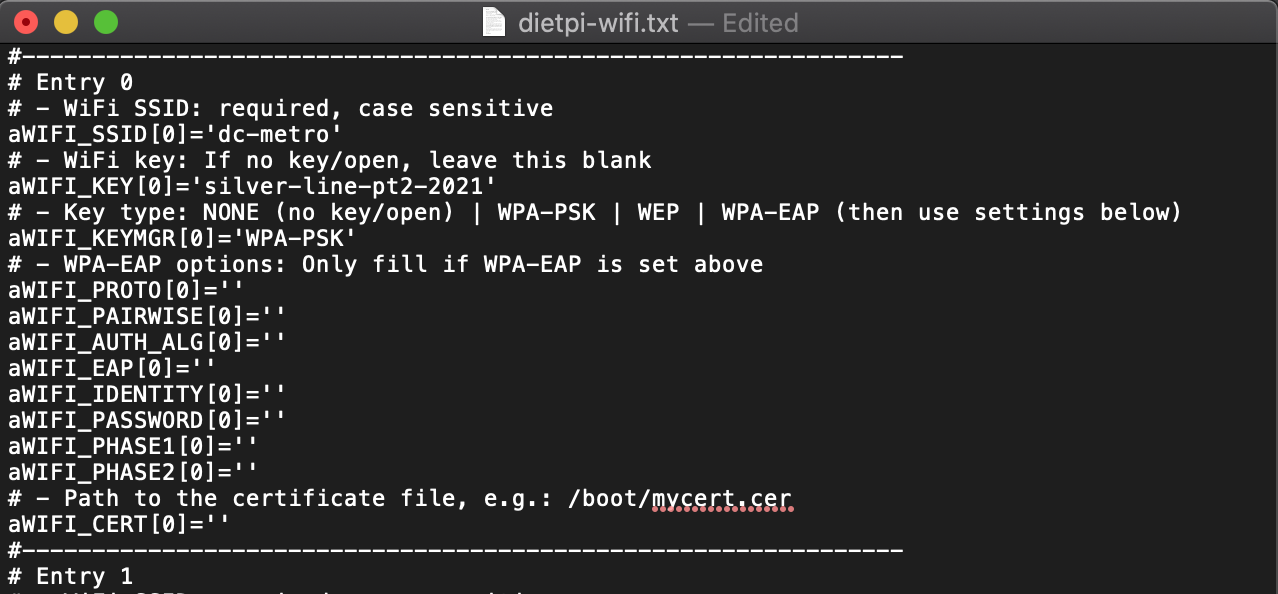 dietpi-wifi.txt — Edited
#---------------------------------------------------------------
# Entry 0
# - WiFi SSID: required, case sensitive
aWIFI_SSID[0]='dc-metro'
# - WiFi key: If no key/open, leave this blank
aWIFI_KEY[0]='silver-line-pt2-2021'
# - Key type: NONE (no key/open) | WPA-PSK | WEP | WPA-EAP (then use settings below)
aWIFI_KEYMGR[0]='WPA-PSK'
# - WPA-EAP options: Only fill if WPA-EAP is set above
aWIFI_PROTO[0]=''
aWIFI_PAIRWISE[0]=''
aWIFI_AUTH_ALG[0]=''
aWIFI_EAP[0]=''
aWIFI_IDENTITY[0]=''
aWIFI_PASSWORD[0]=''
aWIFI_PHASE1[0]=''
aWIFI_PHASE2[0]=''
# - Path to the certificate file, e.g.: /boot/mycert.cer
aWIFI_CERT[0]=''
#---------------------------------------------------------------
# Entry 1